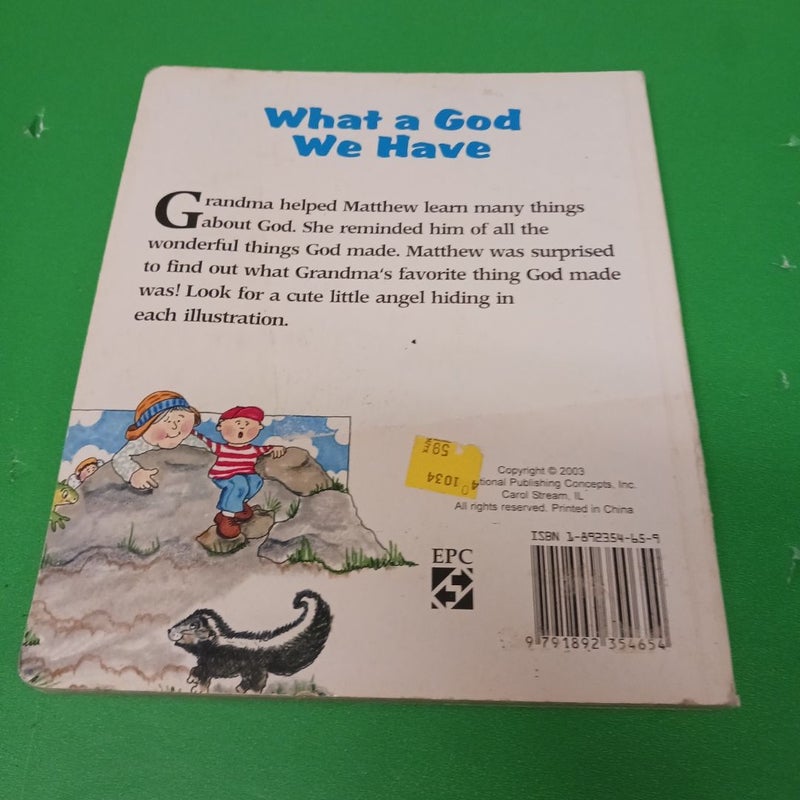 What a God
We Have
Grandma helped Matthew learn many things
about God. She reminded him of all the
wonderful things God made. Matthew was surprised
to find out what Grandma's favorite thing God made
was! Look for a cute little angel hiding in
each illustration.
1034
Copyright © 2003
tional Publishing Concepts, Inc.
Carol Stream, IL
All rights reserved. Printed in China
ISBN 1-892354-65-9
EPC
9 791892 354654